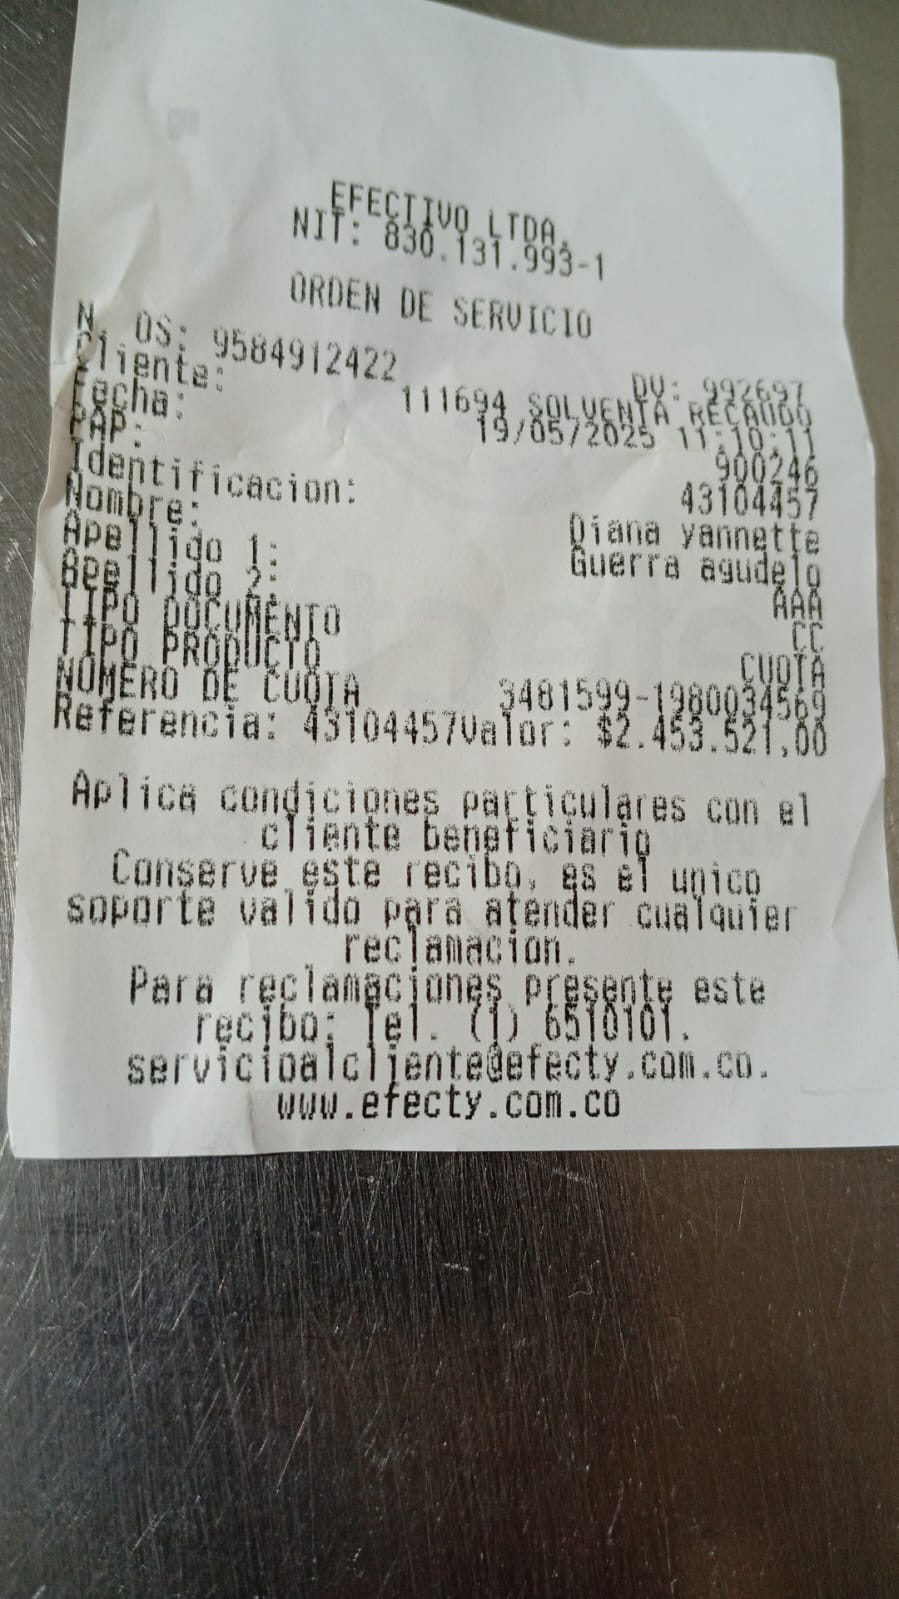 EFECTIVO LTDA.
NIT: 830.131.993-1
ORDEN DE SERVICIO
N. OS: 9584912422 DV: 992697
Cliente: 111694 SOLVENTA RECAUDO
Fecha: 19/05/2025 11:10:11
PAP: 900246
Identificacion: 43104457
Nombre: Diana yannette
Apellido 1: Guerra agudelo
Apellido 2: AAA
TIPO DOCUMENTO CC
TIPO PRODUCTO CUOTA
NUMERO DE CUOTA 3481599-1980034569
Referencia: 43104457Valor: $2.453.521,00
Aplica condiciones particulares con el
cliente beneficiario
Conserve este recibo, es el unico
soporte valido para atender cualquier
reclamacion.
Para reclamaciones presente este
recibo: Tel. (1) 6510101.
servicioalcliente@efecty.com.co.
www.efecty.com.co